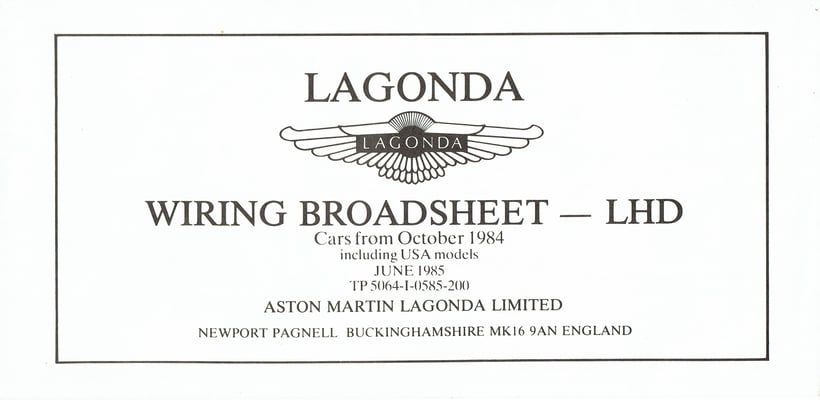 LAGONDA
LAGONDA
WIRING BROADSHEET — LHD
Cars from October 1984
including USA models
JUNE 1985
TP 5064-1-0585-200
ASTON MARTIN LAGONDA LIMITED
NEWPORT PAGNELL BUCKINGHAMSHIRE MK16 9AN ENGLAND